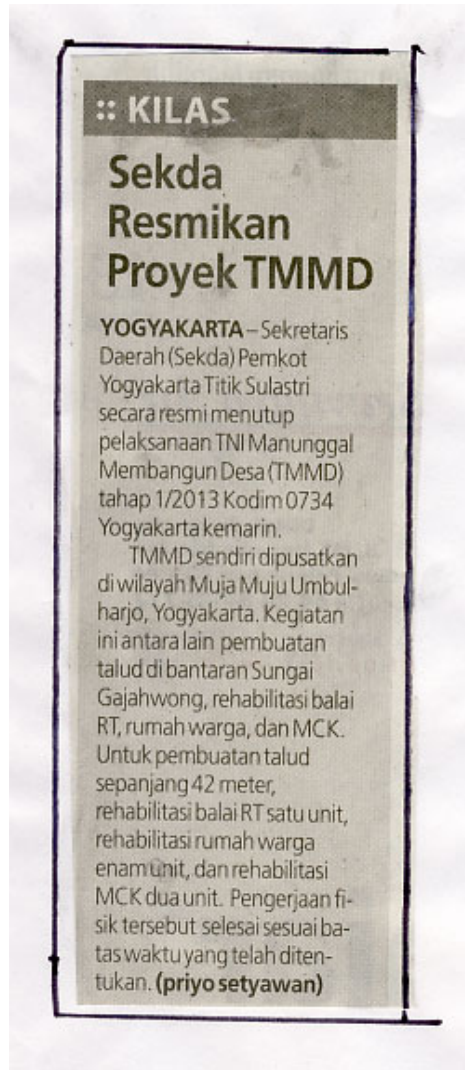 :: KILAS
Sekda
Resmikan
Proyek TMMD
YOGYAKARTA – Sekretaris
Daerah (Sekda) Pemkot
Yogyakarta Titik Sulastri
secara resmi menutup
pelaksanaan TNI Manunggal
Membangun Desa (TMMD)
tahap 1/2013 Kodim 0734
Yogyakarta kemarin.
TMMD sendiri dipusatkan
di wilayah Muja Muju Umbul-
harjo, Yogyakarta. Kegiatan
ini antara lain pembuatan
talud di bantaran Sungai
Gajahwong, rehabilitasi balai
RT, rumah warga, dan MCK.
Untuk pembuatan talud
sepanjang 42 meter,
rehabilitasi balai RT satu unit,
rehabilitasi rumah warga
enam unit, dan rehabilitasi
MCK dua unit. Pengerjaan fi-
sik tersebut selesai sesuai ba-
tas waktu yang telah diten-
tukan. (priyo setyawan)